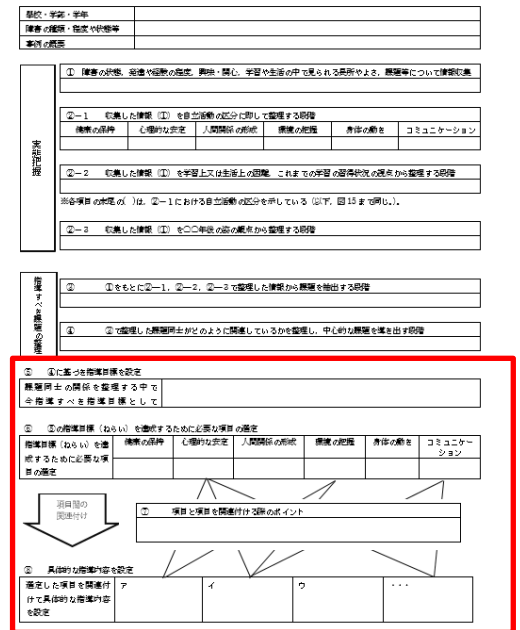 学校・学部・学年
障害の種類・程度や状態等
事例の概要
実態把握
① 障害の状態、発達や経験の程度、興味・関心、学習や生活の中で見られる長所やよさ、課題等について情報収集
②－1 収集した情報（①）を自立活動の区分に即して整理する段階
健康の保持 心理的な安定 人間関係の形成 環境の把握 身体の動き コミュニケーション
②－2 収集した情報（①）を学習上又は生活上の困難、これまでの学習の習得状況の視点から整理する段階
※各項目の末尾の( )は、②－1における自立活動の区分を示している（以下、図15まで同じ。）。
②－3 収集した情報（①）を○○年後の姿の観点から整理する段階
指導すべき課題の整理
③ ①をもとに②－1、②－2、②－3で整理した情報から課題を抽出する段階
④ ③で整理した課題同士がどのように関連しているかを整理し、中心的な課題を導き出す段階
⑤ ④に基づき指導目標を設定
課題同士の関係を整理する中で
今指導すべき指導目標として
⑥ ⑤の指導目標（ねらい）を達成するために必要な項目の選定
指導目標（ねらい）を達
成するために必要な項
目の選定
健康の保持 心理的な安定 人間関係の形成 環境の把握 身体の動き コミュニケー
ション
項目間の
関連付け
⑦ 項目と項目を関連付ける際のポイント
⑧ 具体的な指導内容を設定
選定した項目を関連付
けて具体的な指導内容
を設定
ア イ ウ ・・・